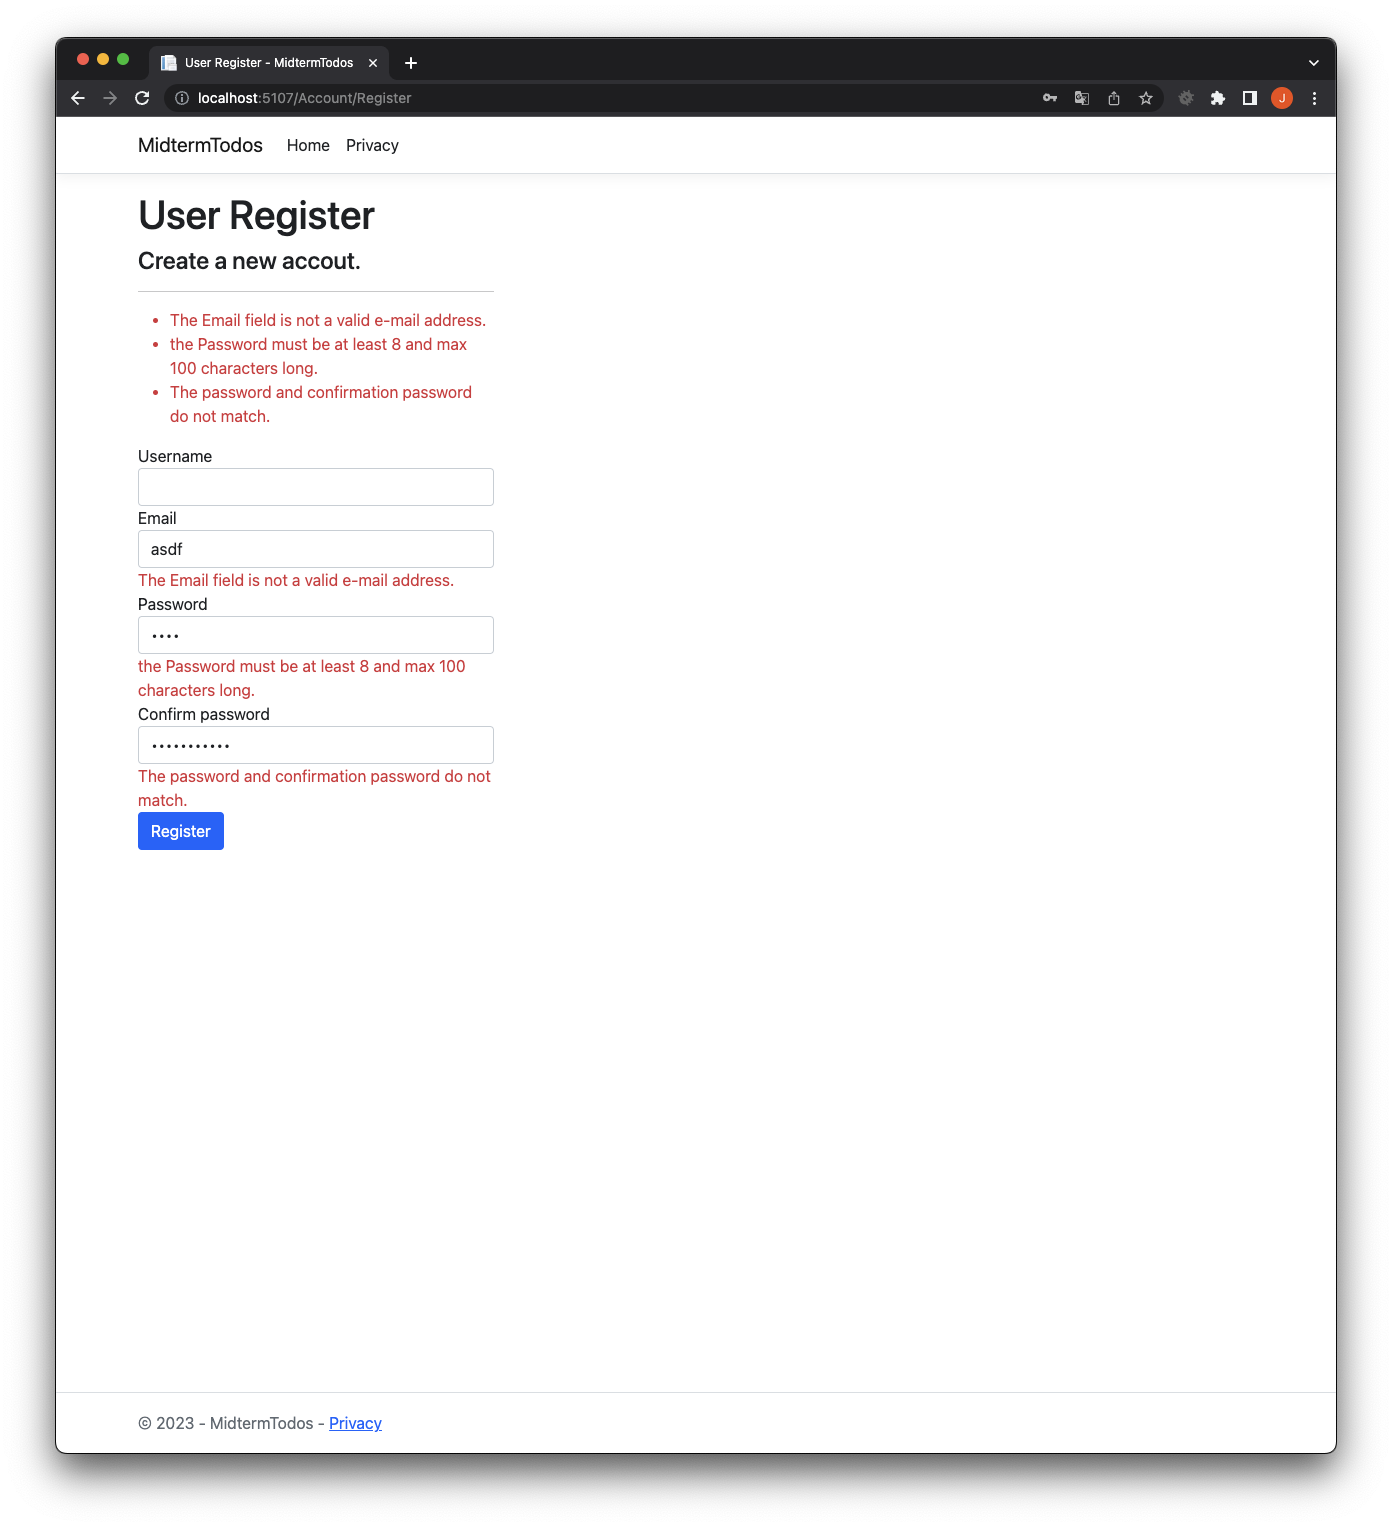 User Register - MidtermTodos
localhost:5107/Account/Register
J
MidtermTodos Home Privacy
User Register
Create a new accout.
• The Email field is not a valid e-mail address.
• the Password must be at least 8 and max
100 characters long.
• The password and confirmation password
do not match.
Username
Email
asdf
The Email field is not a valid e-mail address.
Password
••••
the Password must be at least 8 and max 100
characters long.
Confirm password
•••••••••••
The password and confirmation password do not
match.
Register
© 2023 - MidtermTodos - Privacy